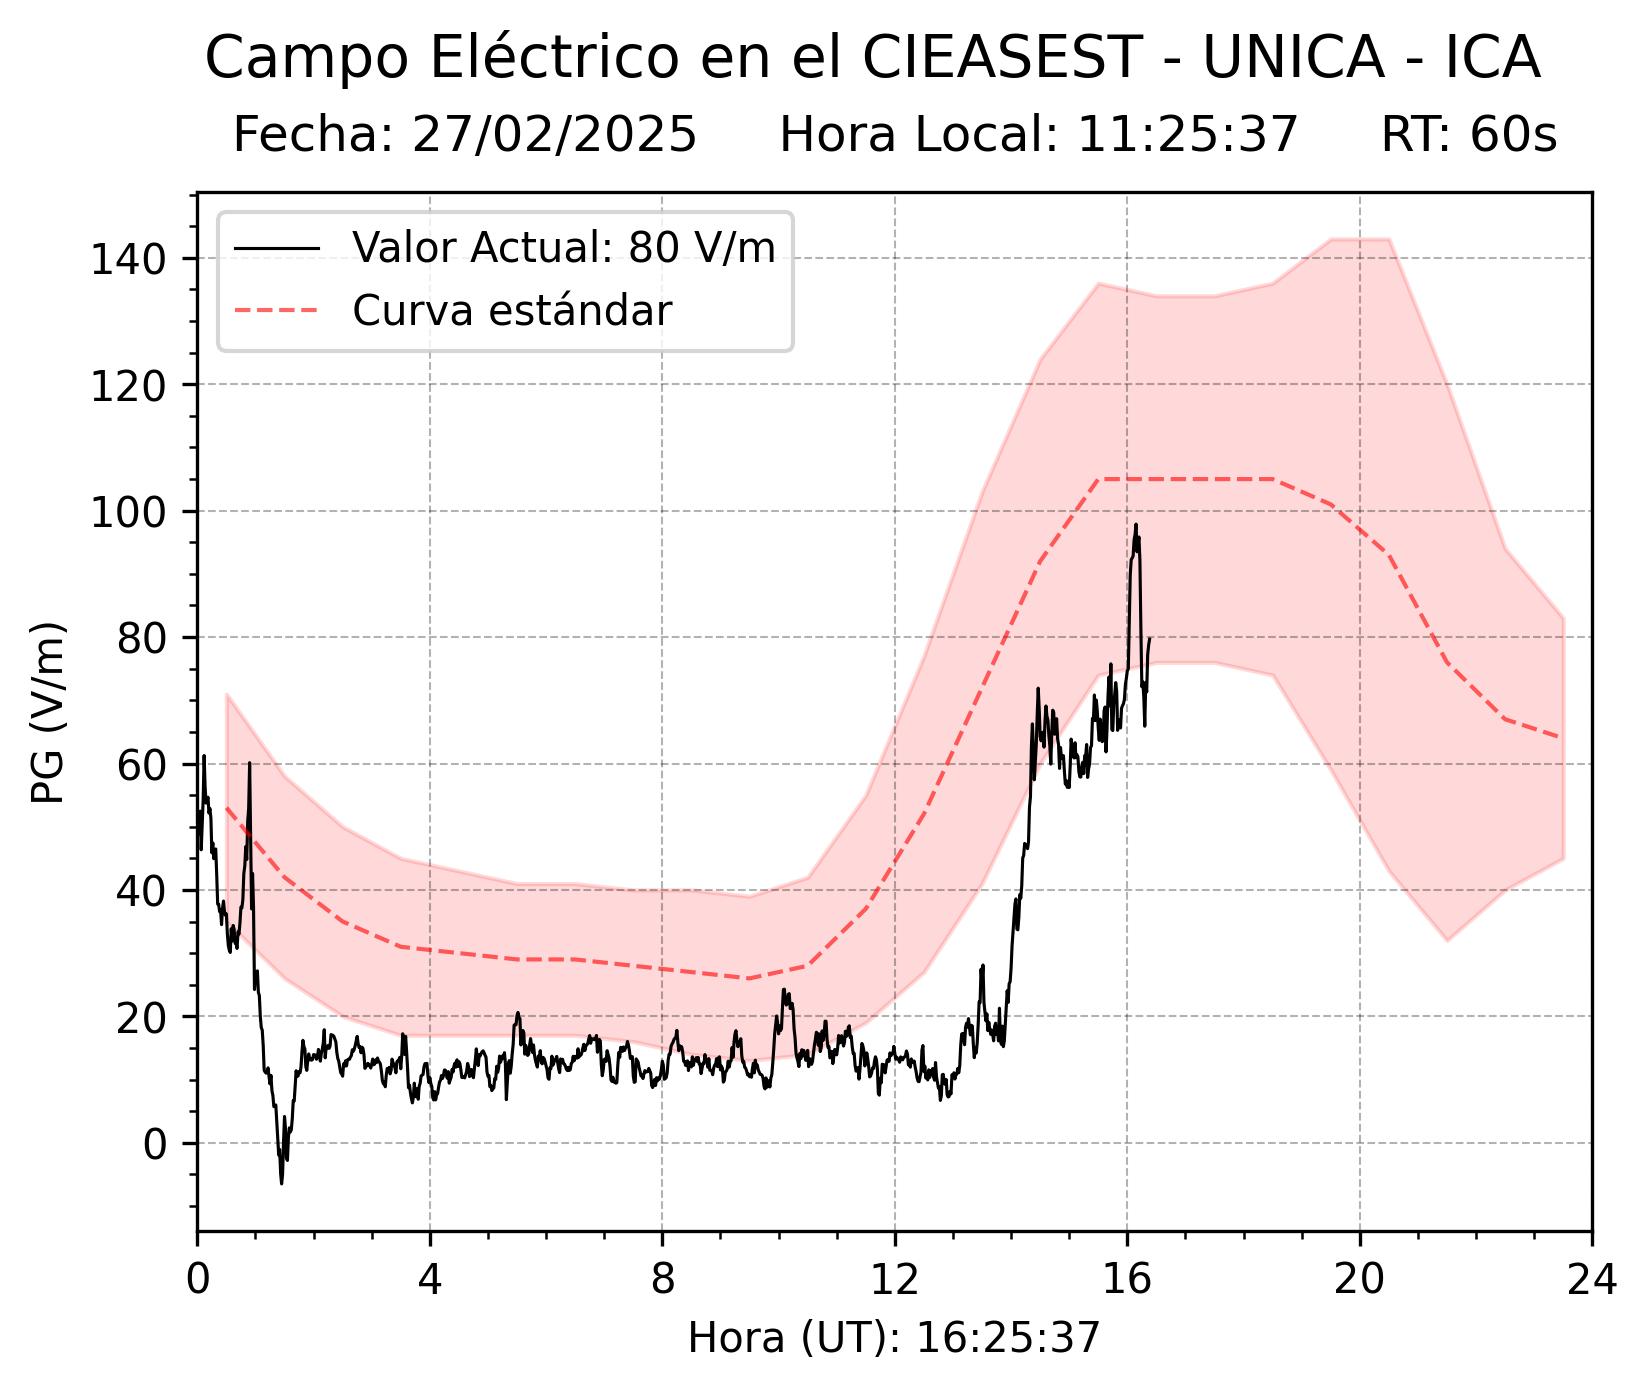 Campo Eléctrico en el CIEASEST - UNICA - ICA
Fecha: 27/02/2025 Hora Local: 11:25:37 RT: 60s
Valor Actual: 80 V/m
Curva estándar
140
120
100
80
60
40
20
0
PG (V/m)
0 4 8 12 16 20 24
Hora (UT): 16:25:37